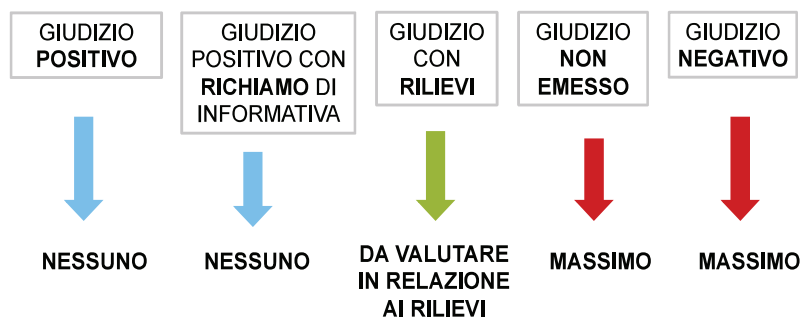 GIUDIZIO
POSITIVO
GIUDIZIO
POSITIVO CON
RICHIAMO DI
INFORMATIVA
GIUDIZIO
CON
RILIEVI
GIUDIZIO
NON
EMESSO
GIUDIZIO
NEGATIVO
NESSUNO
NESSUNO
DA VALUTARE
IN RELAZIONE
AI RILIEVI
MASSIMO
MASSIMO